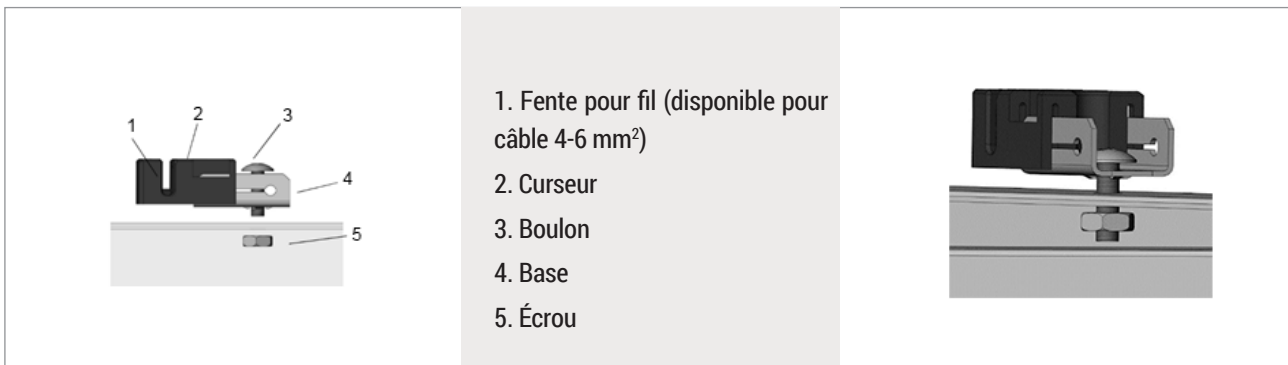 1
2
3
4
5
1. Fente pour fil (disponible pour
câble 4-6 mm²)
2. Curseur
3. Boulon
4. Base
5. Écrou